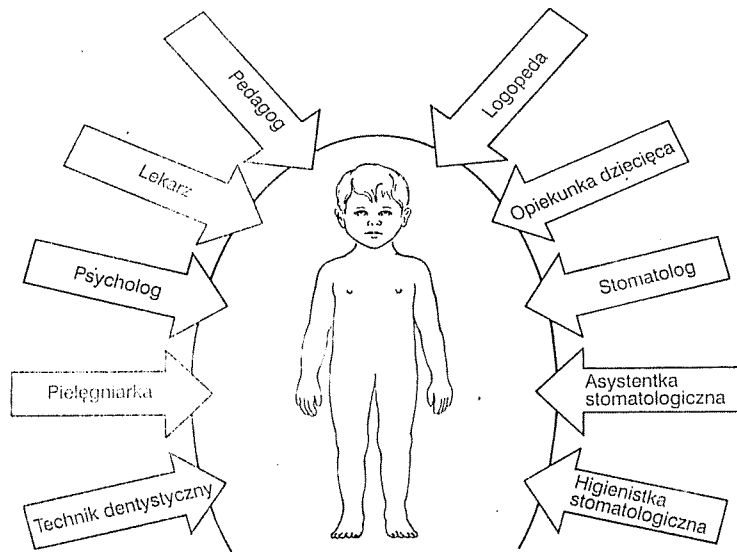 Pedagog
Logopeda
Lekarz
Opiekunka dziecięca
Psycholog
Stomatolog
Pielęgniarka
Asystentka
stomatologiczna
Technik dentystyczny
Higienistka
stomatologiczna